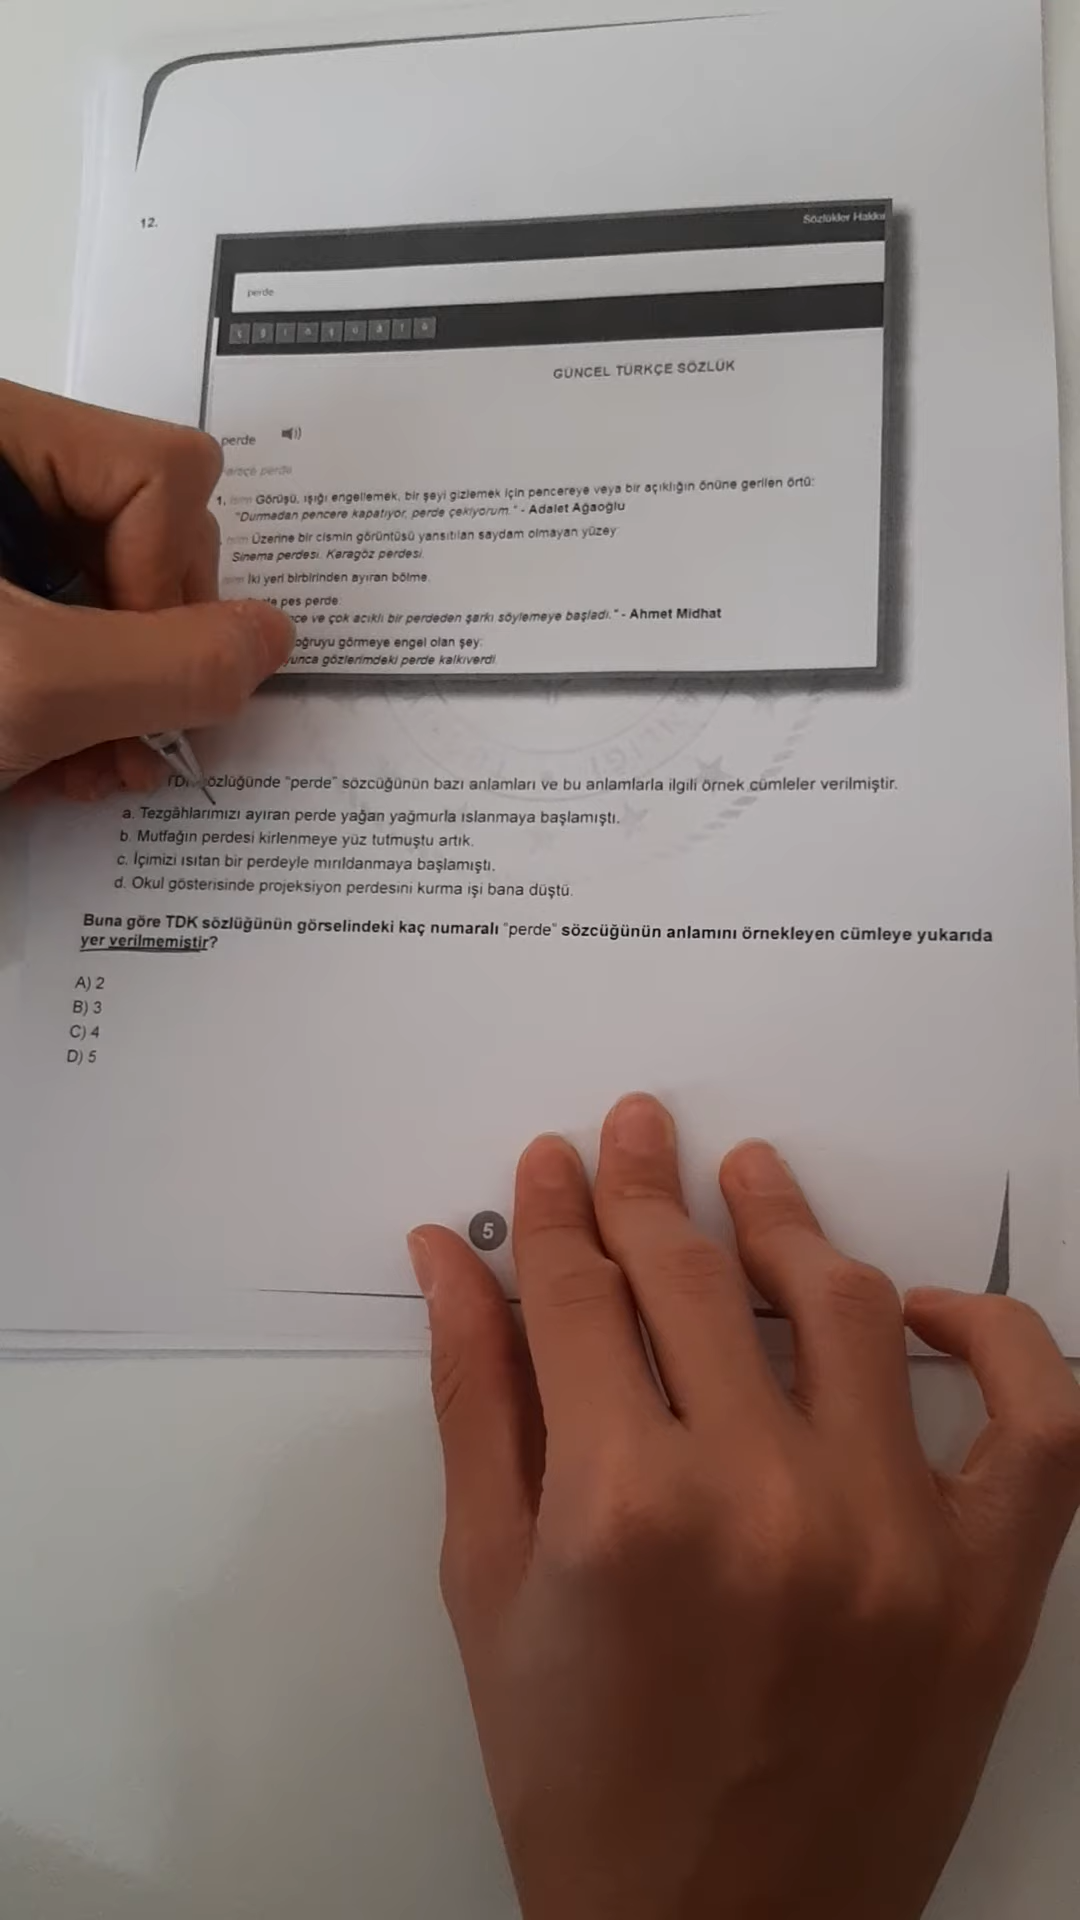 12.
Sözlükler Hakkı
perde
ç ğ ı ö ş ü â î û
GÜNCEL TÜRKÇE SÖZLÜK
perde
perde
1. isim Görüşü, ışığı engellemek, bir şeyi gizlemek için pencereye veya bir açıklığın önüne gerilen örtü:
"Durmadan pencere kapatıyor, perde çekiyorum." - Adalet Ağaoğlu
isim Üzerine bir cismin görüntüsü yansıtılan saydam olmayan yüzey:
Sinema perdesi. Karagöz perdesi.
isim İki yeri birbirinden ayıran bölme.
pes perde:
ve çok acıklı bir perdeden şarkı söylemeye başladı." - Ahmet Midhat
görmeye engel olan şey:
gözlerimdeki perde kalkıverdi.
"perde" sözcüğünün bazı anlamları ve bu anlamlarla ilgili örnek cümleler verilmiştir.
a. Tezgâhlarımızı ayıran perde yağan yağmurla ıslanmaya başlamıştı.
b. Mutfağın perdesi kirlenmeye yüz tutmuştu artık.
c. İçimizi ısıtan bir perdeyle mırıldanmaya başlamıştı.
d. Okul gösterisinde projeksiyon perdesini kurma işi bana düştü.
Buna göre TDK sözlüğünün görselindeki kaç numaralı "perde" sözcüğünün anlamını örnekleyen cümleye yukarıda
yer verilmemiştir?
A) 2
B) 3
C) 4
D) 5
5